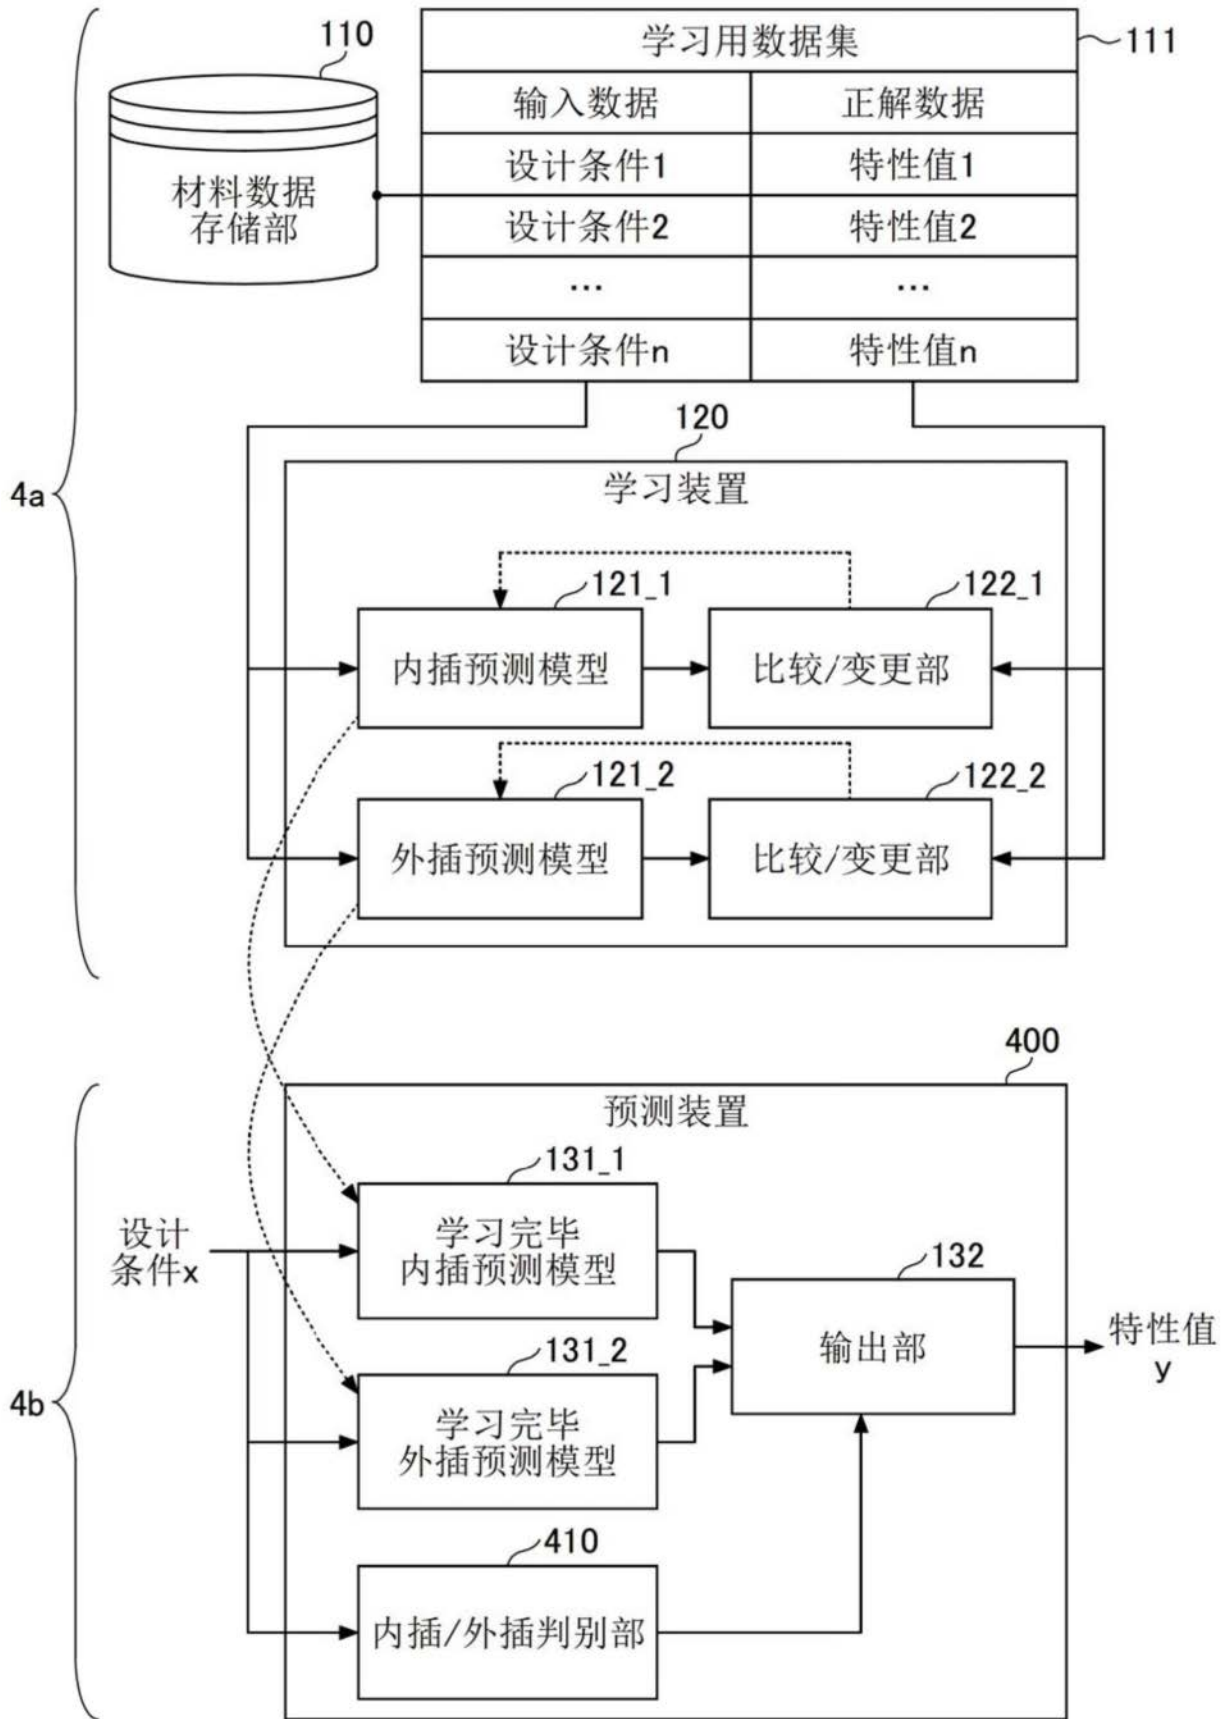 110
111
学习用数据集
输入数据
正解数据
设计条件1
特性值1
材料数据
存储部
设计条件2
特性值2
…
…
设计条件n
特性值n
4a
120
学习装置
121_1
122_1
内插预测模型
比较/变更部
121_2
122_2
外插预测模型
比较/变更部
400
预测装置
4b
设计
条件x
131_1
学习完毕
内插预测模型
132
输出部
特性值
y
131_2
学习完毕
外插预测模型
410
内插/外插判别部